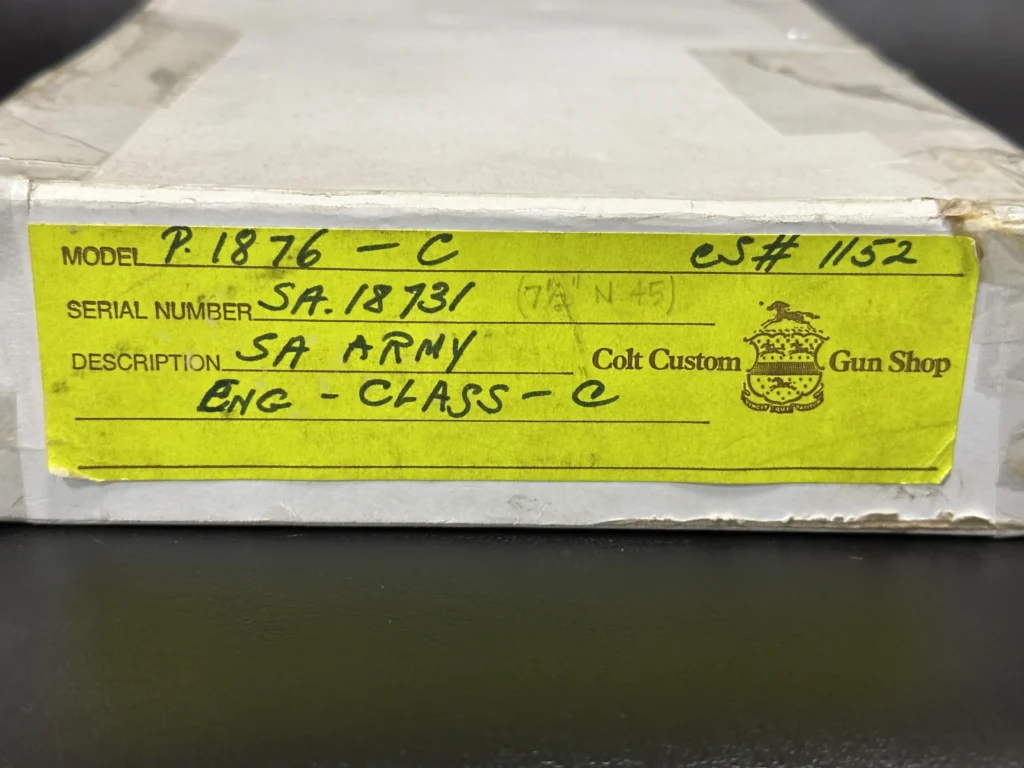 MODEL P. 1876 - C CS# 1152
SERIAL NUMBER SA. 18731 (7½" N 45)
DESCRIPTION SA ARMY
Colt Custom Gun Shop
ENG - CLASS - C